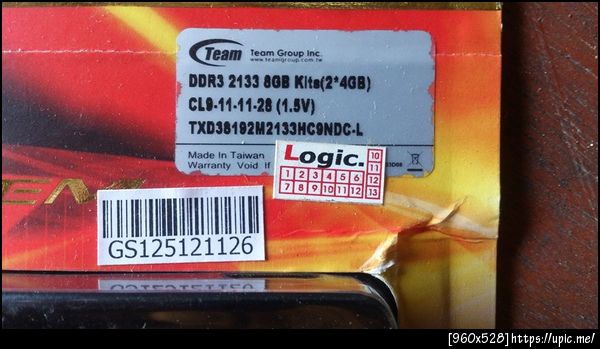 Team
Team Group Inc.
www.teamgroup.com.tw
DDR3 2133 8GB Kits(2*4GB)
CL9-11-11-28 (1.5V)
TXD38192M2133HC9NDC-L
Made In Taiwan
Warranty Void If
Logic.
10
11
1 2 3 4 5 6 12
7 8 9 10 11 12 13
GS125121126
[960x528]https://upic.me/